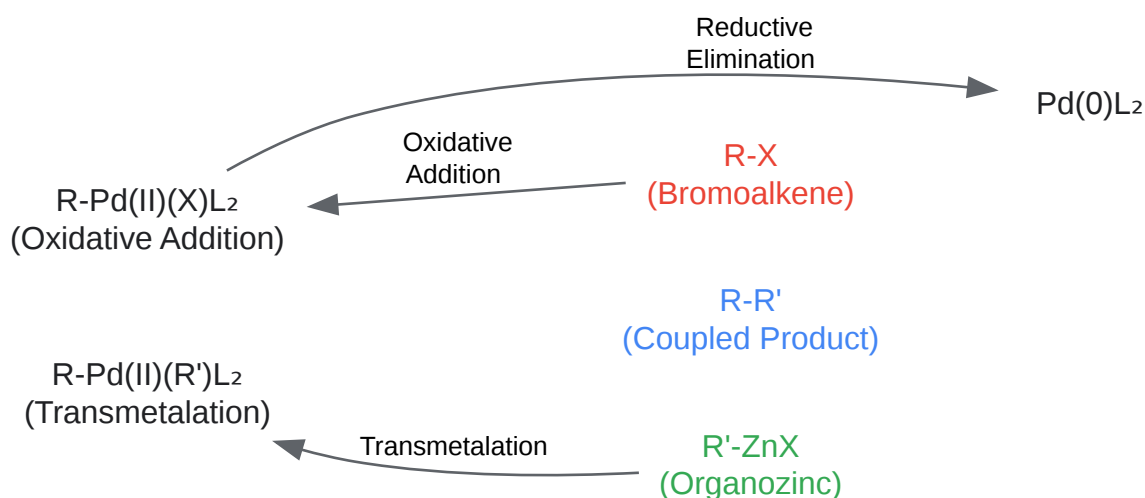 Reductive
Elimination
Pd(0)L₂
Oxidative
Addition
R-X
(Bromoalkene)
R-Pd(II)(X)L₂
(Oxidative Addition)
R-R'
(Coupled Product)
R-Pd(II)(R')L₂
(Transmetalation)
Transmetalation
R'-ZnX
(Organozinc)